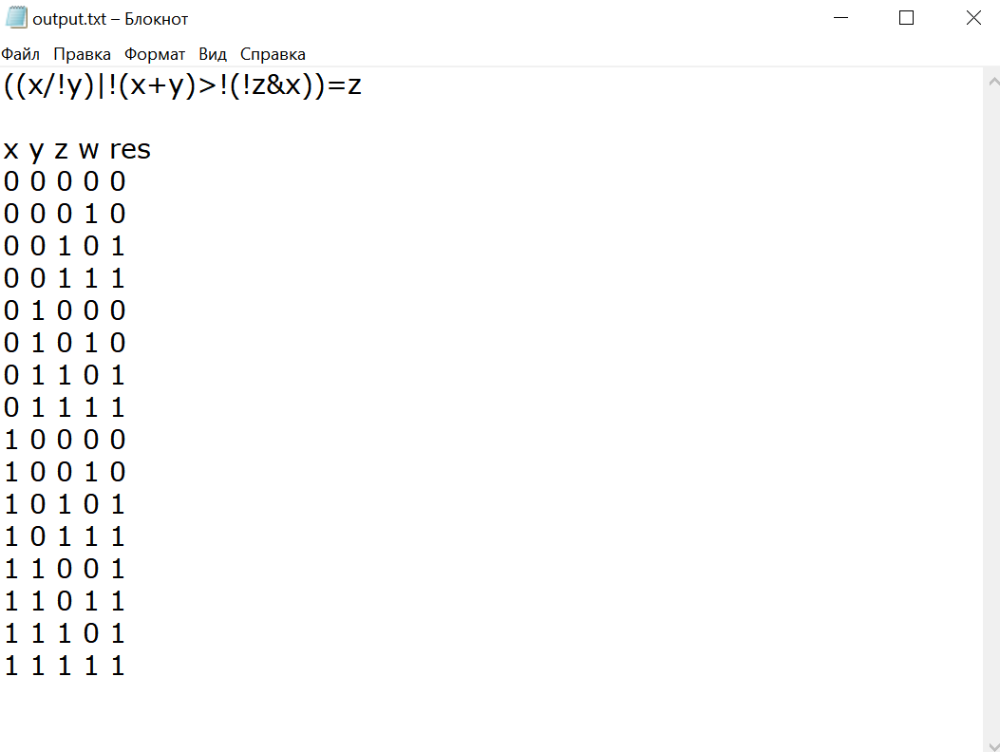 output.txt – Блокнот
Файл Правка Формат Вид Справка
((x/!y)|!(x+y)>!(!z&x))=z
x y z w res
0 0 0 0 0
0 0 0 1 0
0 0 1 0 1
0 0 1 1 1
0 1 0 0 0
0 1 0 1 0
0 1 1 0 1
0 1 1 1 1
1 0 0 0 0
1 0 0 1 0
1 0 1 0 1
1 0 1 1 1
1 1 0 0 1
1 1 0 1 1
1 1 1 0 1
1 1 1 1 1